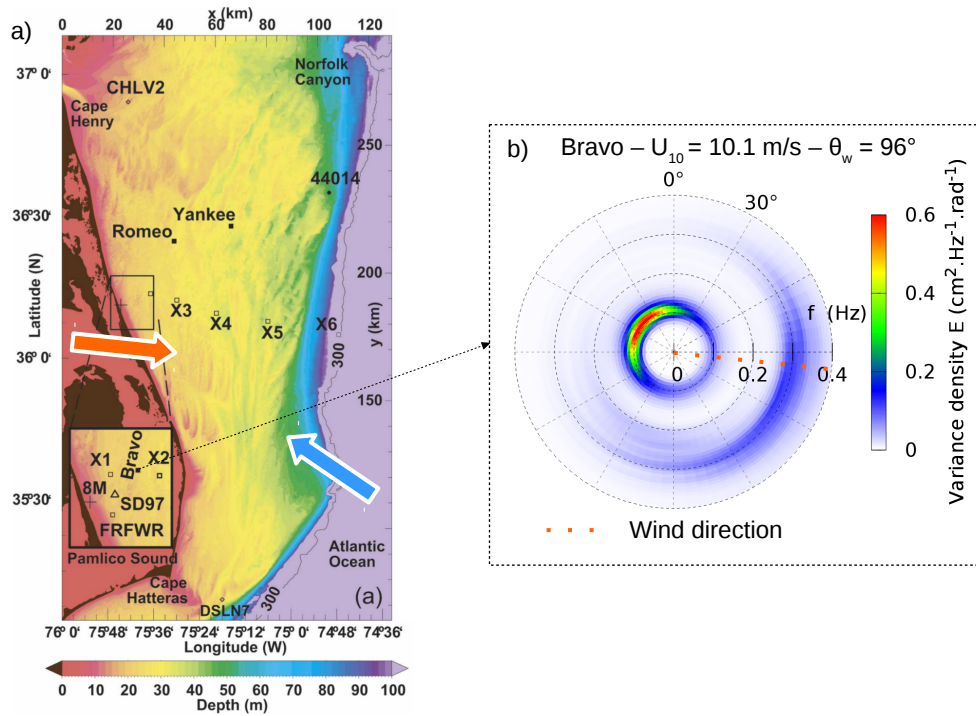 a)
x (km)
0 20 40 60 80 100 120
37° 0'
36°30'
36° 0'
35°30'
Latitude (N)
CHLV2
Cape
Henry
Norfolk
Canyon
44014
Yankee
Romeo
X3
X4
X5
X6
250
200
150
y (km)
300
X1
Bravo
X2
8M
SD97
FRFWR
Pamlico Sound
Cape
Hatteras
DSLN7
300
Atlantic
Ocean
(a)
76° 0' 75°48' 75°36' 75°24' 75°12' 75° 0' 74°48' 74°36'
Longitude (W)
0 10 20 30 40 50 60 70 80 90 100
Depth (m)
b) Bravo – U10 = 10.1 m/s – θw = 96°
0°
30°
f (Hz)
0 0.2 0.4
0.6
0.4
0.2
0
Variance density E (cm².Hz⁻¹.rad⁻¹)
Wind direction